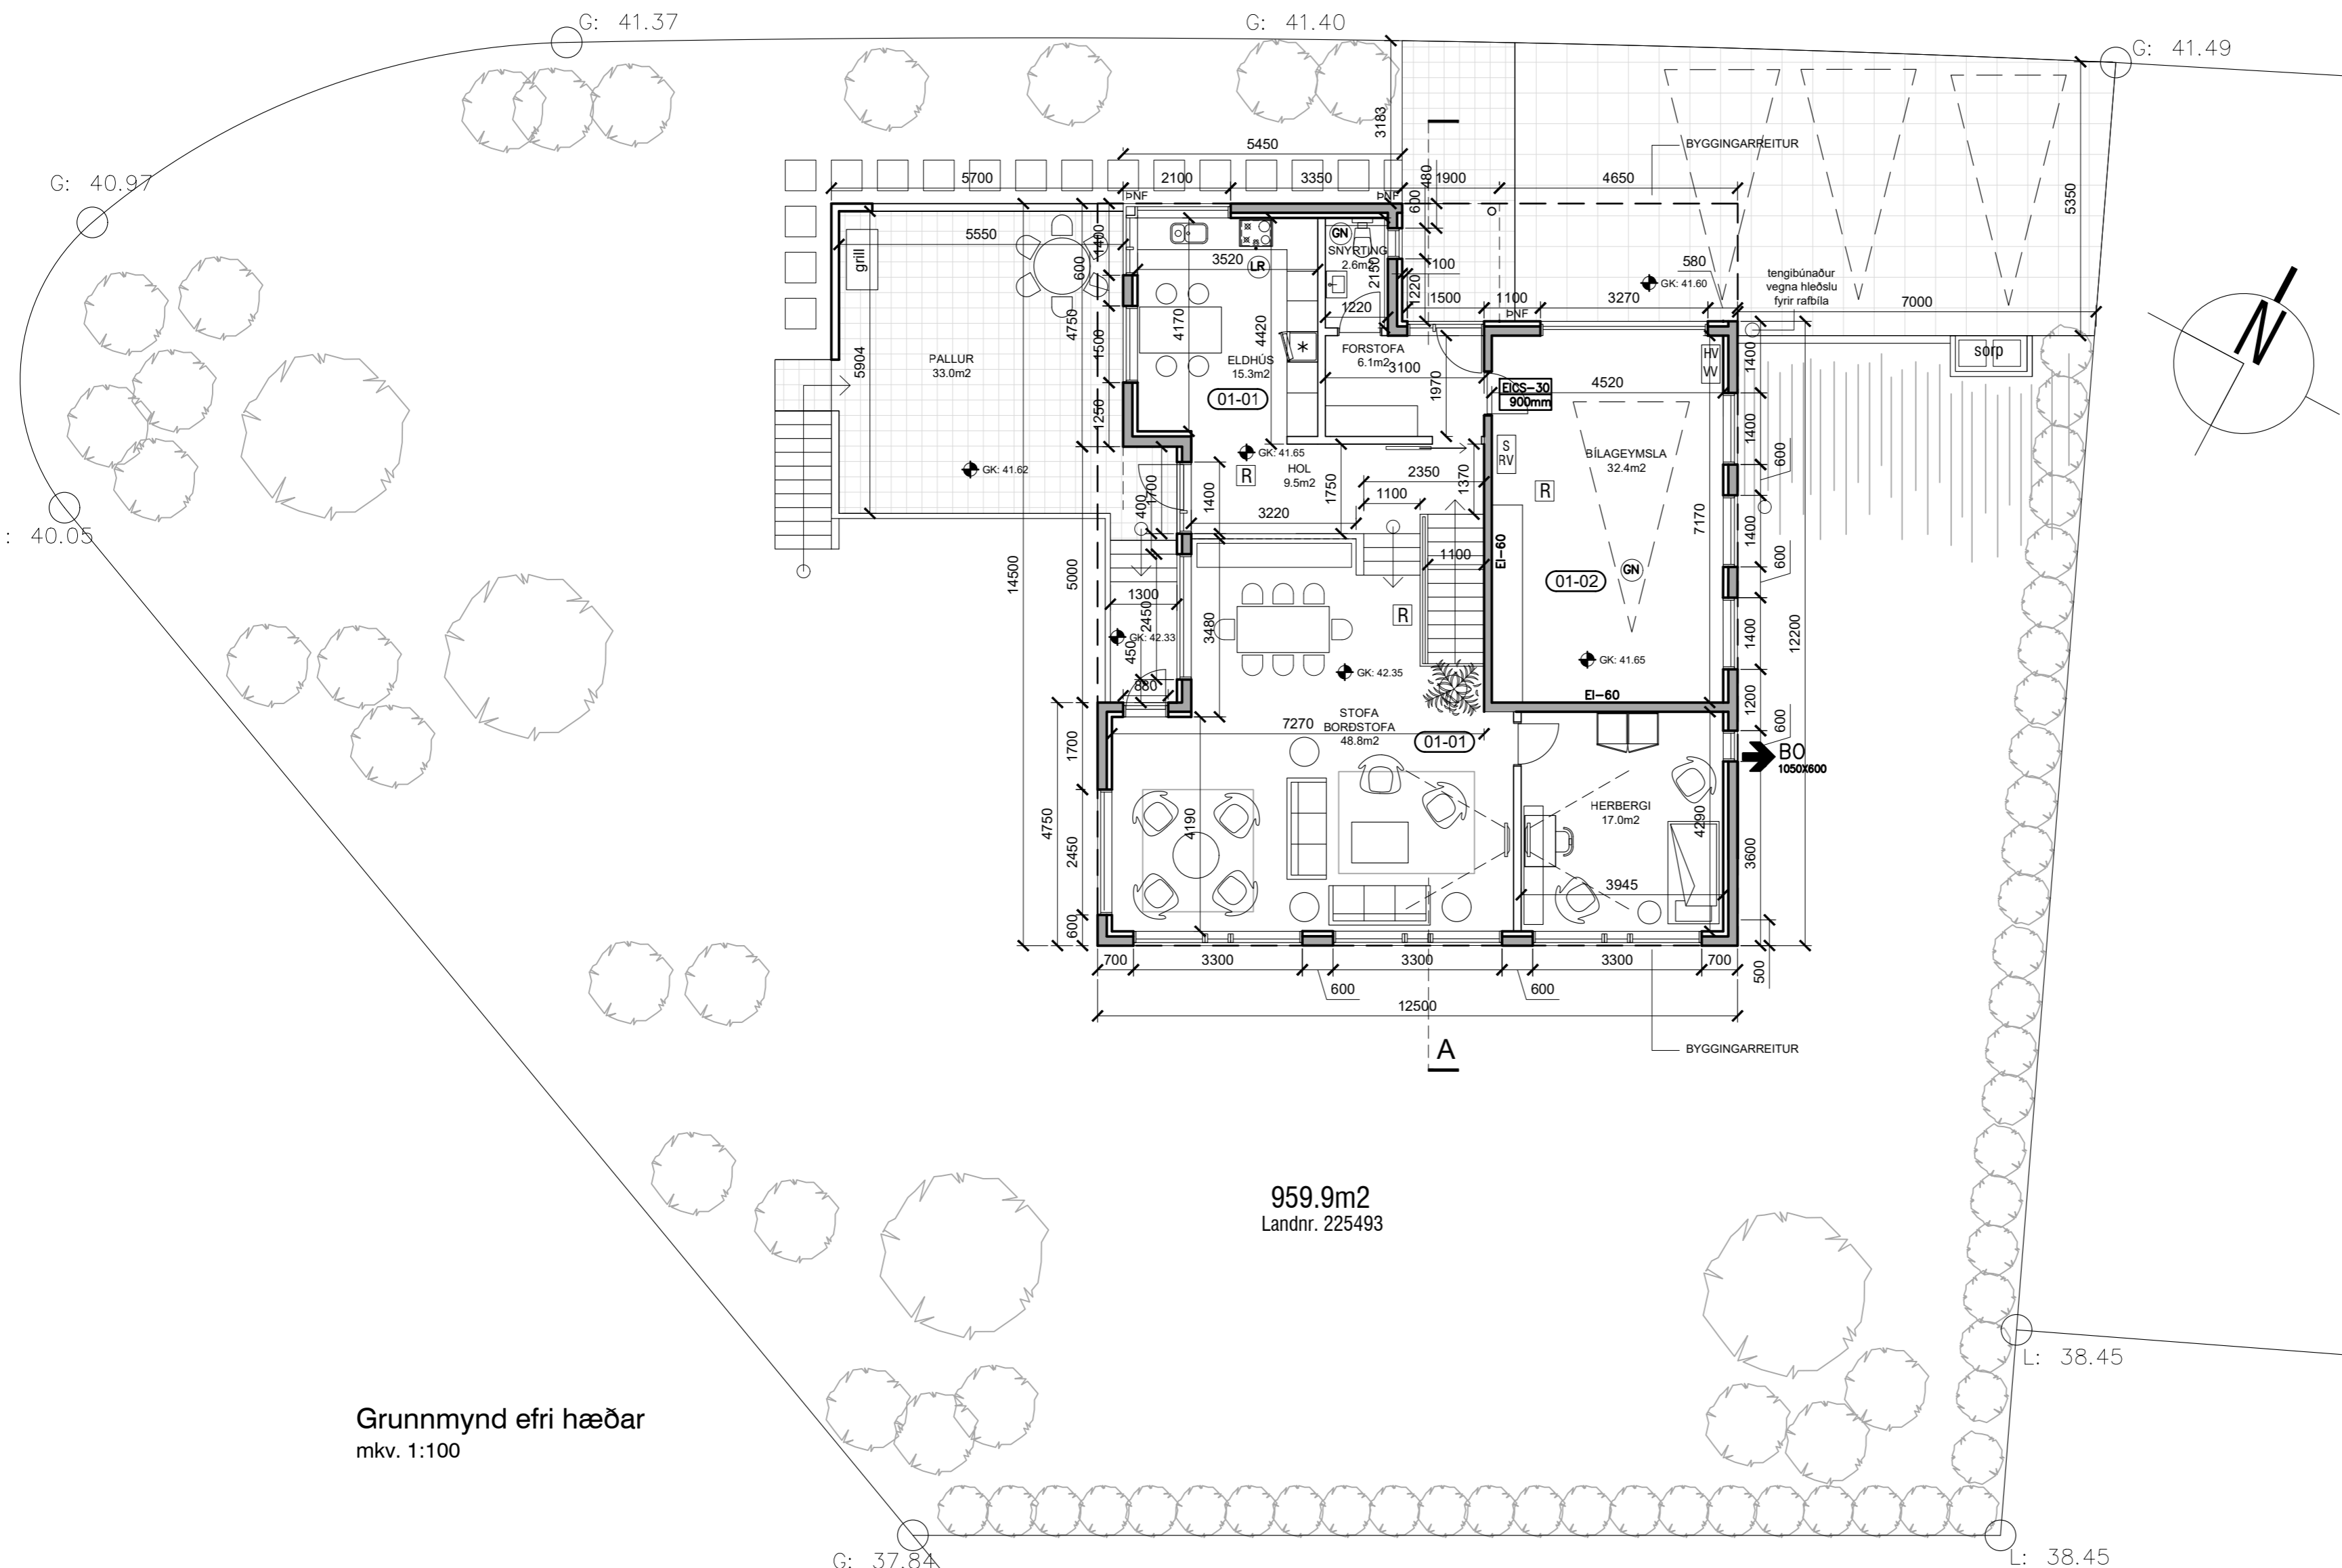 G: 41.37
G: 41.40
G: 41.49
G: 40.97
: 40.05
3183
5450
BYGGINGARREITUR
5700
2100
3350
480
1900
4650
5350
ÞNF
ÞNF
600
5550
1400
grill
GN
SNYRTING
2.6m2
2150
3520
LR
600
100
1220
580
GK: 41.60
tengibúnaður
vegna hleðslu
fyrir rafbíla
7000
1500
1100
3270
ÞNF
1220
4750
4170
4420
1500
5904
PALLUR
33.0m2
ELDHÚS
15.3m2
FORSTOFA
6.1m2
3100
HV
VV
1400
sorp
N
1970
EICS-30
900mm
4520
01-01
1250
1400
GK: 41.62
GK: 41.65
HOL
9.5m2
R
S
RV
BÍLAGEYMSLA
32.4m2
600
1700
400
1400
1750
2350
1370
1100
R
3220
7170
1400
600
14500
5000
1100
EI-60
01-02
GN
1300
2450
3480
R
1400
12200
GK: 42.33
450
880
GK: 42.35
GK: 41.65
EI-60
1200
STOFA
BORÐSTOFA
48.8m2
7270
01-01
600
BO
1050X600
1700
4750
2450
4190
HERBERGI
17.0m2
4290
3945
3600
600
700
3300
3300
3300
700
500
600
600
12500
A
BYGGINGARREITUR
959.9m2
Landnr. 225493
L: 38.45
Grunnmynd efri hæðar
mkv. 1:100
G: 37.84
L: 38.45